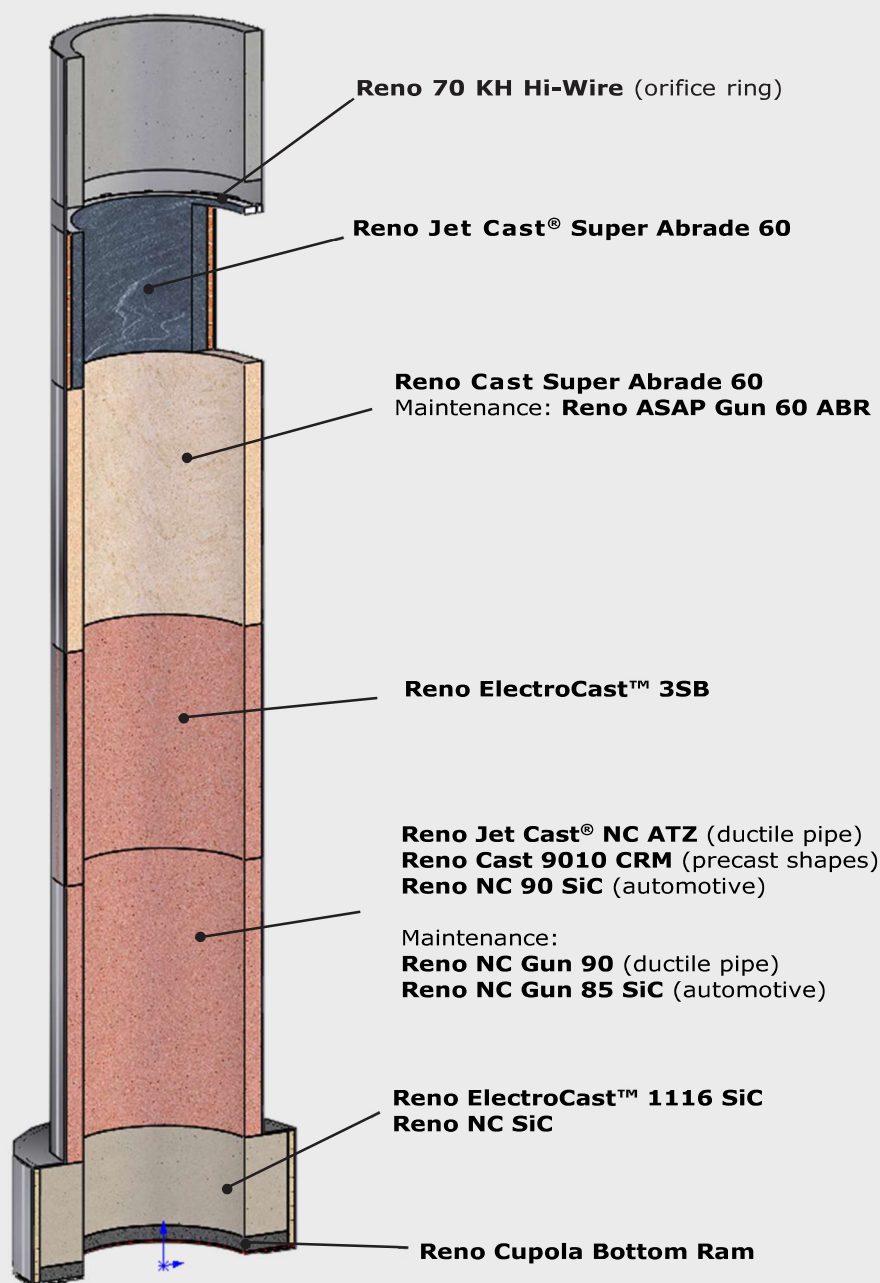 Reno 70 KH Hi-Wire (orifice ring)
Reno Jet Cast® Super Abrade 60
Reno Cast Super Abrade 60
Maintenance: Reno ASAP Gun 60 ABR
Reno ElectroCast™ 3SB
Reno Jet Cast® NC ATZ (ductile pipe)
Reno Cast 9010 CRM (precast shapes)
Reno NC 90 SiC (automotive)
Maintenance:
Reno NC Gun 90 (ductile pipe)
Reno NC Gun 85 SiC (automotive)
Reno ElectroCast™ 1116 SiC
Reno NC SiC
Reno Cupola Bottom Ram